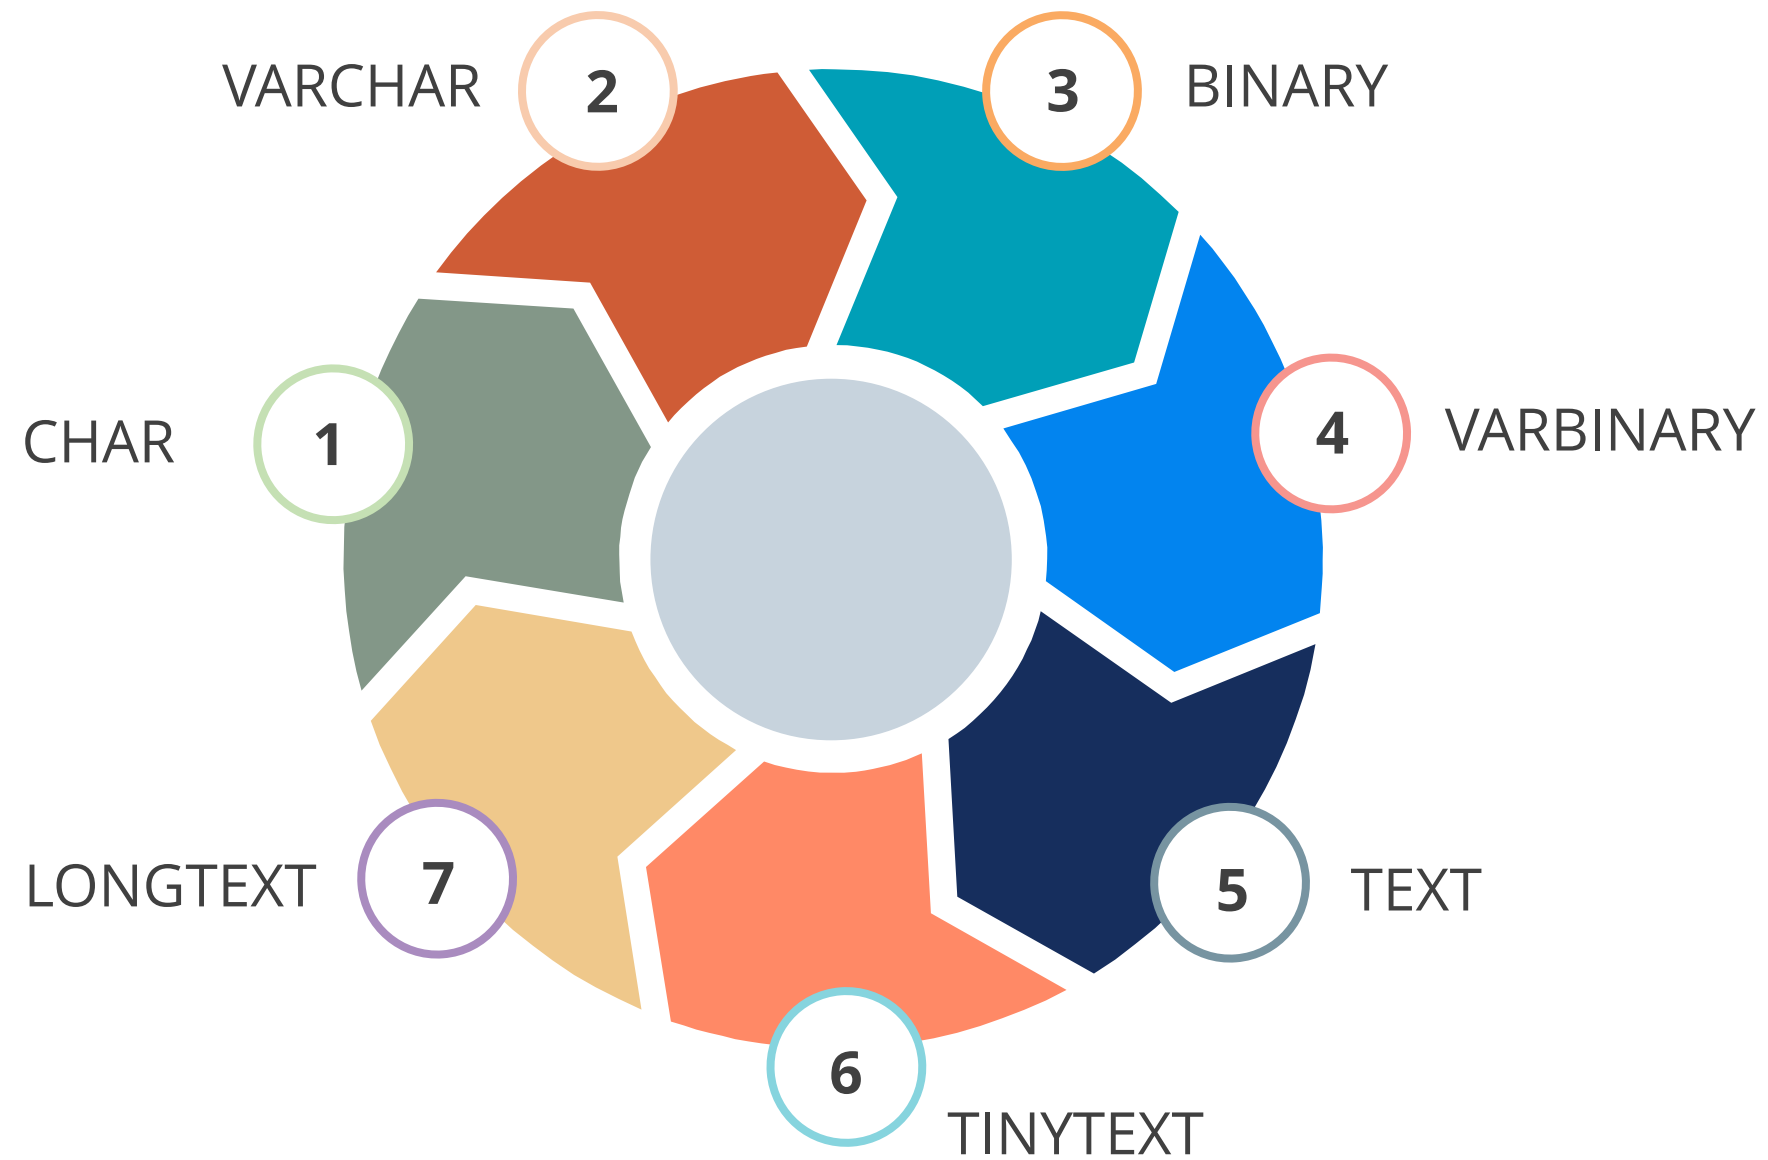 VARCHAR
2
3
BINARY
CHAR
1
4
VARBINARY
LONGTEXT
7
5
TEXT
6
TINYTEXT